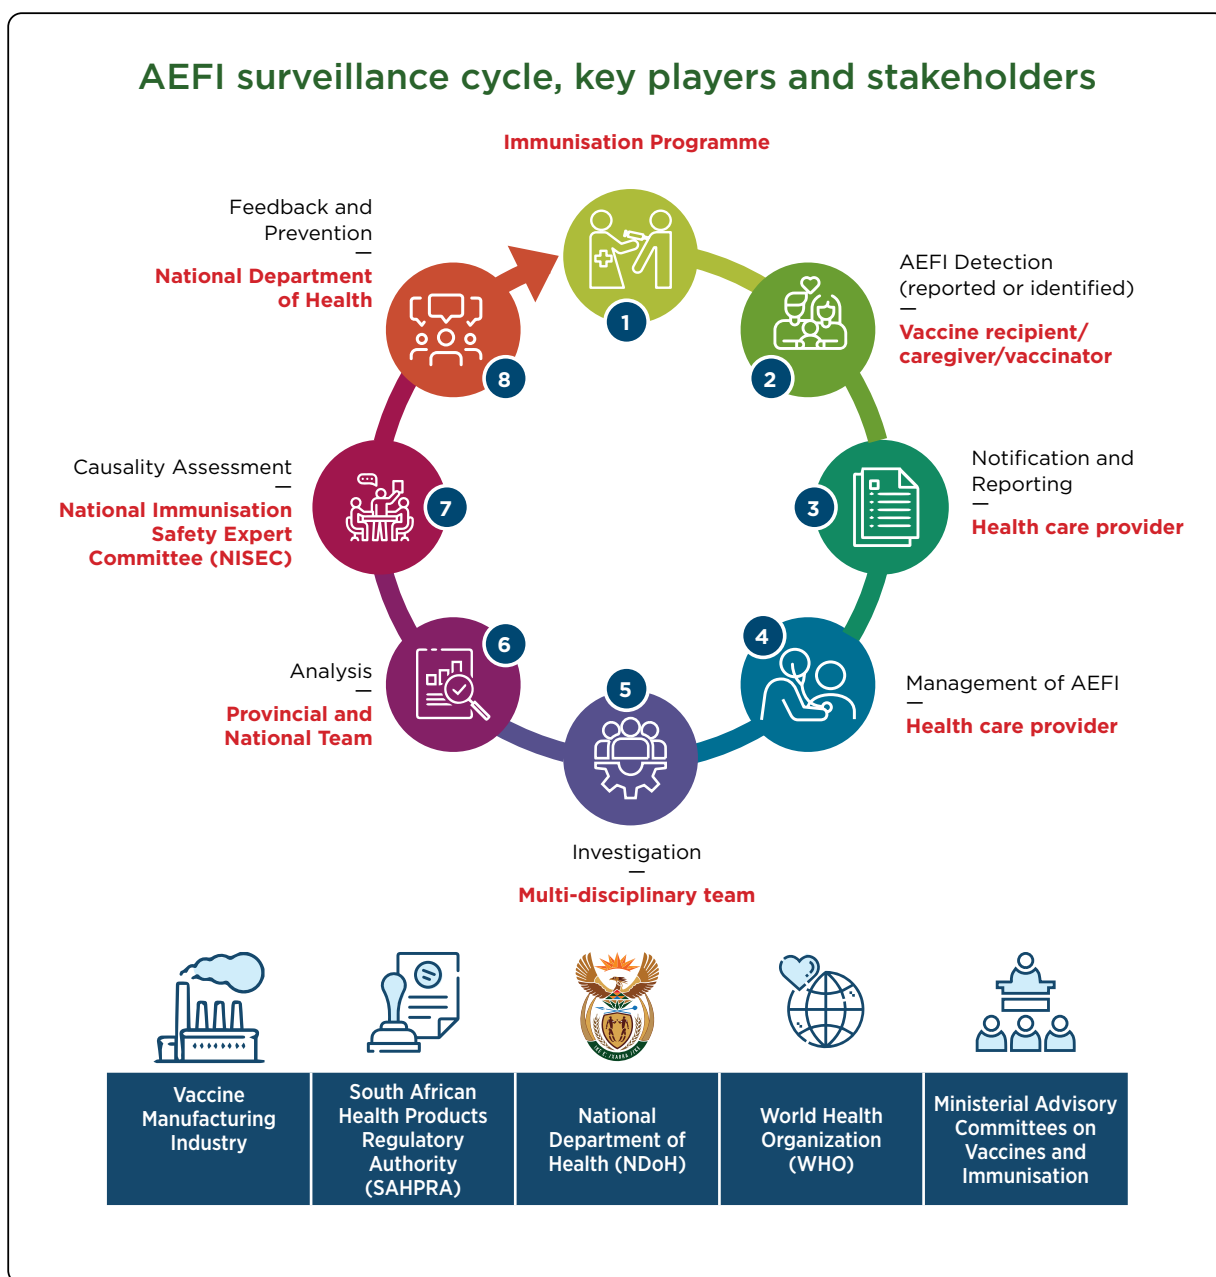 AEFI surveillance cycle, key players and stakeholders
Immunisation Programme
1
AEFI Detection
(reported or identified)
—
Vaccine recipient/
caregiver/vaccinator
2
Notification and
Reporting
—
Health care provider
3
Management of AEFI
—
Health care provider
4
5
Investigation
—
Multi-disciplinary team
6
Analysis
—
Provincial and
National Team
7
Causality Assessment
—
National Immunisation
Safety Expert
Committee (NISEC)
8
Feedback and
Prevention
—
National Department
of Health
Vaccine
Manufacturing
Industry
South African
Health Products
Regulatory
Authority
(SAHPRA)
National
Department of
Health (NDoH)
World Health
Organization
(WHO)
Ministerial Advisory
Committees on
Vaccines and
Immunisation